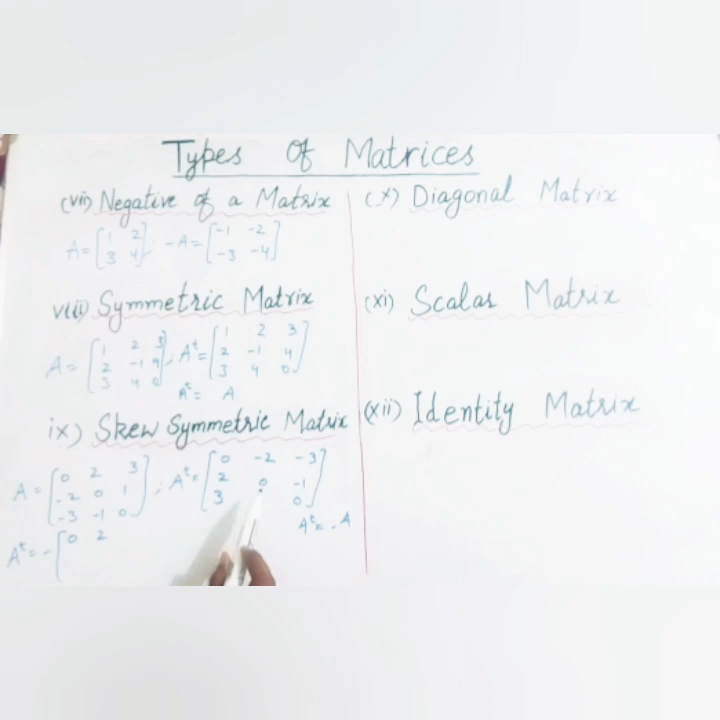 Types Of Matrices
(vii) Negative of a Matrix
A = [1 2
3 4], -A = [-1 -2
-3 -4]
viii) Symmetric Matrix
A = [1 2 3
2 -1 4
3 4 0], Aᵗ = [1 2 3
2 -1 4
3 4 0]
Aᵗ = A
ix) Skew Symmetric Matrix
A = [0 2 3
-2 0 1
-3 -1 0] ; Aᵗ = [0 -2 -3
2 0 -1
3 0]
Aᵗ = -A
Aᵗ = -[0 2
(x) Diagonal Matrix
(xi) Scalar Matrix
(xii) Identity Matrix